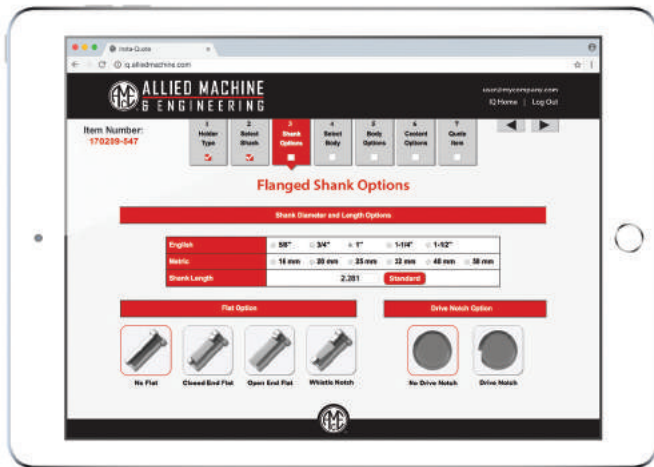 Insta-Quote
iq.alliedmachine.com
ALLIED MACHINE
& ENGINEERING
user@mycompany.com
IQ Home | Log Out
Item Number:
170209-547
1 Holder Type
2 Select Shank
3 Shank Options
4 Select Body
5 Body Options
6 Coolant Options
7 Quote Item
Flanged Shank Options
Shank Diameter and Length Options
English 5/8" 3/4" 1" 1-1/4" 1-1/2"
Metric 16 mm 20 mm 25 mm 32 mm 40 mm 50 mm
Shank Length 2.281 Standard
Flat Option
Drive Notch Option
No Flat Closed End Flat Open End Flat Whistle Notch No Drive Notch Drive Notch